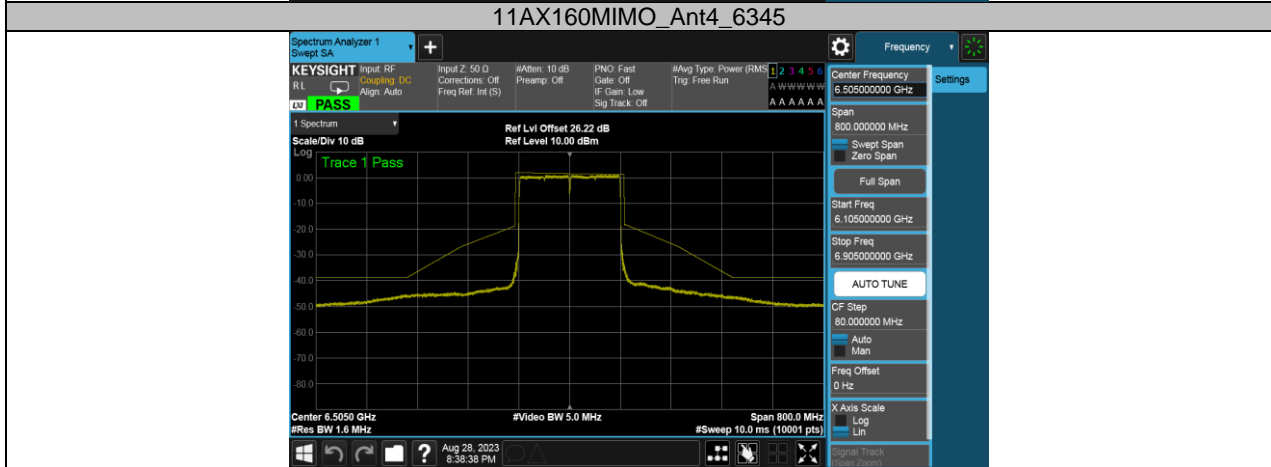 11AX160MIMO_Ant4_6345
Spectrum Analyzer 1
Swept SA
+
Frequency
KEYSIGHT
RL
LXI PASS
Input: RF
Coupling: DC
Align: Auto
Input Z: 50 Ω
Corrections: Off
Freq Ref: Int (S)
#Atten: 10 dB
Preamp: Off
PNO: Fast
Gate: Off
IF Gain: Low
Sig Track: Off
#Avg Type: Power (RMS
Trig: Free Run
1 2 3 4 5 6
A W W W W W
A A A A A A
1 Spectrum
Scale/Div 10 dB
Ref Lvl Offset 26.22 dB
Ref Level 10.00 dBm
Log
Trace 1 Pass
0.00
-10.0
-20.0
-30.0
-40.0
-50.0
-60.0
-70.0
-80.0
Center 6.5050 GHz
#Res BW 1.6 MHz
#Video BW 5.0 MHz
Span 800.0 MHz
#Sweep 10.0 ms (10001 pts)
Center Frequency
6.505000000 GHz
Settings
Span
800.000000 MHz
Swept Span
Zero Span
Full Span
Start Freq
6.105000000 GHz
Stop Freq
6.905000000 GHz
AUTO TUNE
CF Step
80.000000 MHz
Auto
Man
Freq Offset
0 Hz
X Axis Scale
Log
Lin
Signal Track
(Span Zoom)
?
Aug 28, 2023
8:38:38 PM